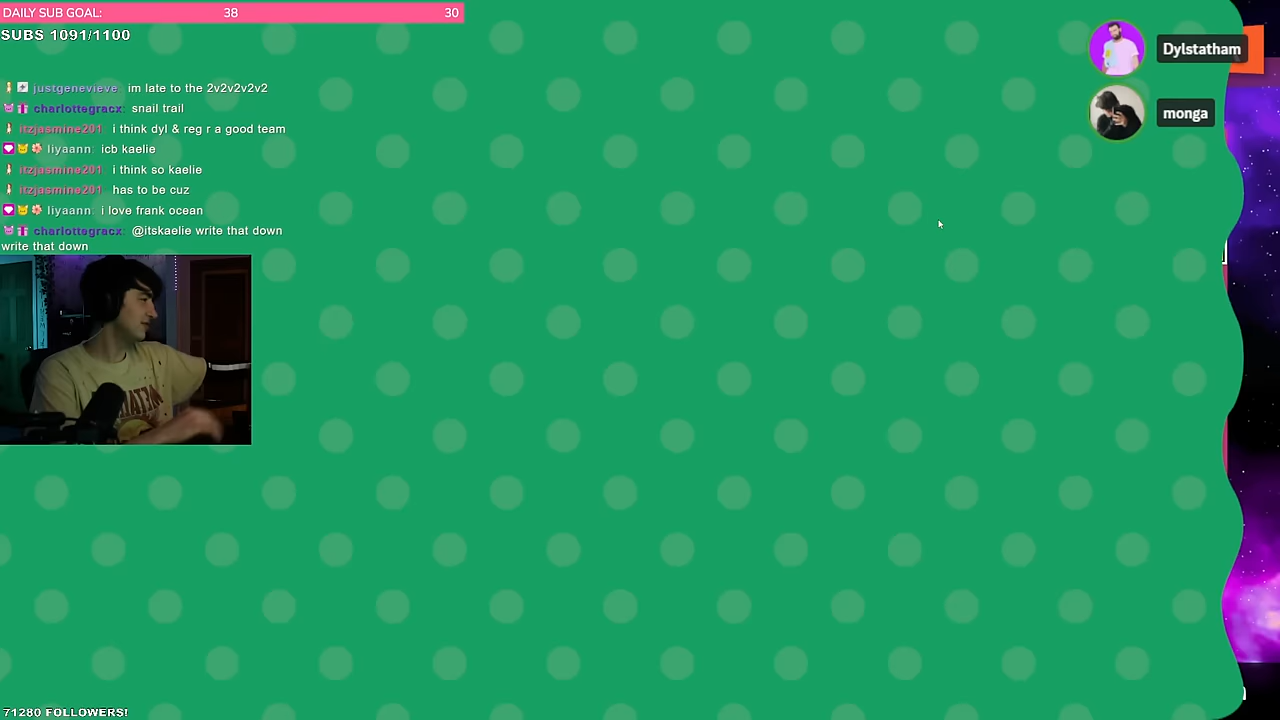 DAILY SUB GOAL: 38 30
SUBS 1091/1100
Dylstatham
justgenevieve: im late to the 2v2v2v2v2
charlottegracx: snail trail
monga
itzjasmine201: i think dyl & reg r a good team
liyaann: icb kaelie
itzjasmine201: i think so kaelie
itzjasmine201: has to be cuz
liyaann: i love frank ocean
charlottegracx: @itskaelie write that down
write that down
71280 FOLLOWERS!